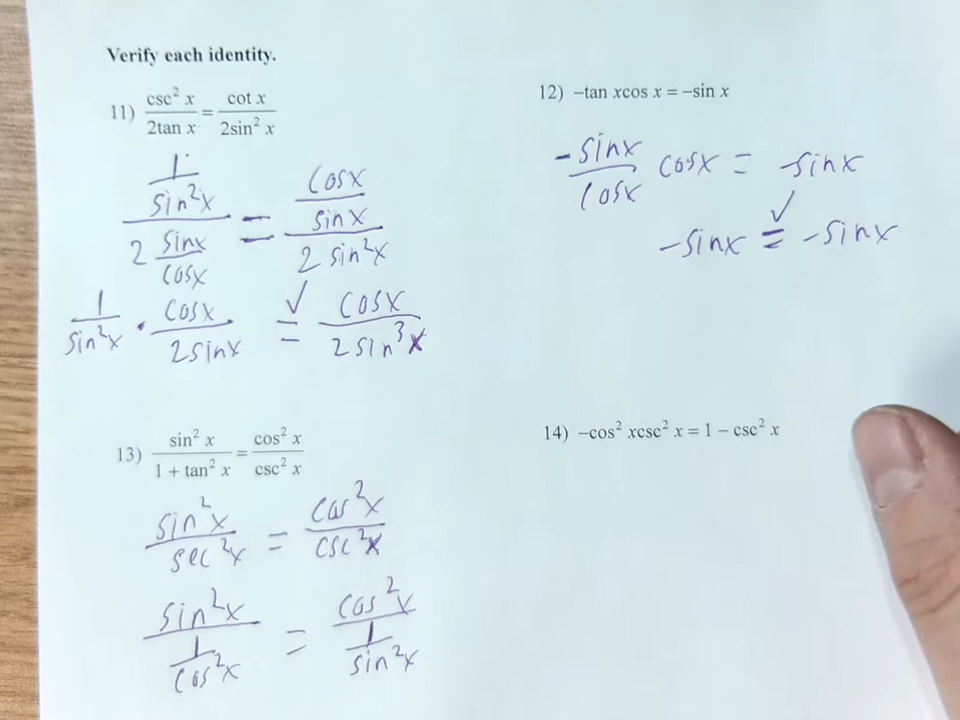 Verify each identity.
11) csc² x / 2tan x = cot x / 2sin² x
1/sin²x / 2 sinx/cosx = cosx/sinx / 2 sin²x
1/sin²x · cosx/2sinx =✓ cosx/2sin³x
12) −tan xcos x = −sin x
-sinx/cosx cosx = -sinx
-sinx =✓ -sinx
13) sin² x / 1 + tan² x = cos² x / csc² x
sin²x/sec²x = cos²x/csc²x
sin²x / 1/cos²x = cos²x / 1/sin²x
14) −cos² xcsc² x = 1 − csc² x